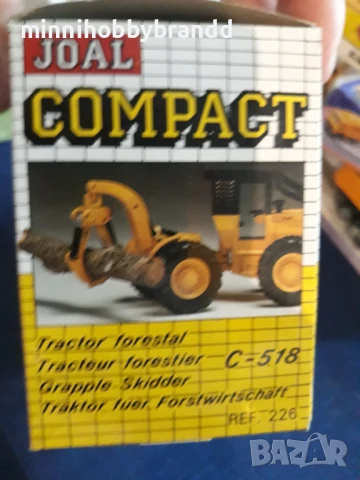 minnihobbybrandd
JOAL
COMPACT
Tractor forestal
Tracteur forestier C-518
Grapple Skidder
Traktor fuer Forstwirtschaft
REF. 226
BAZAR